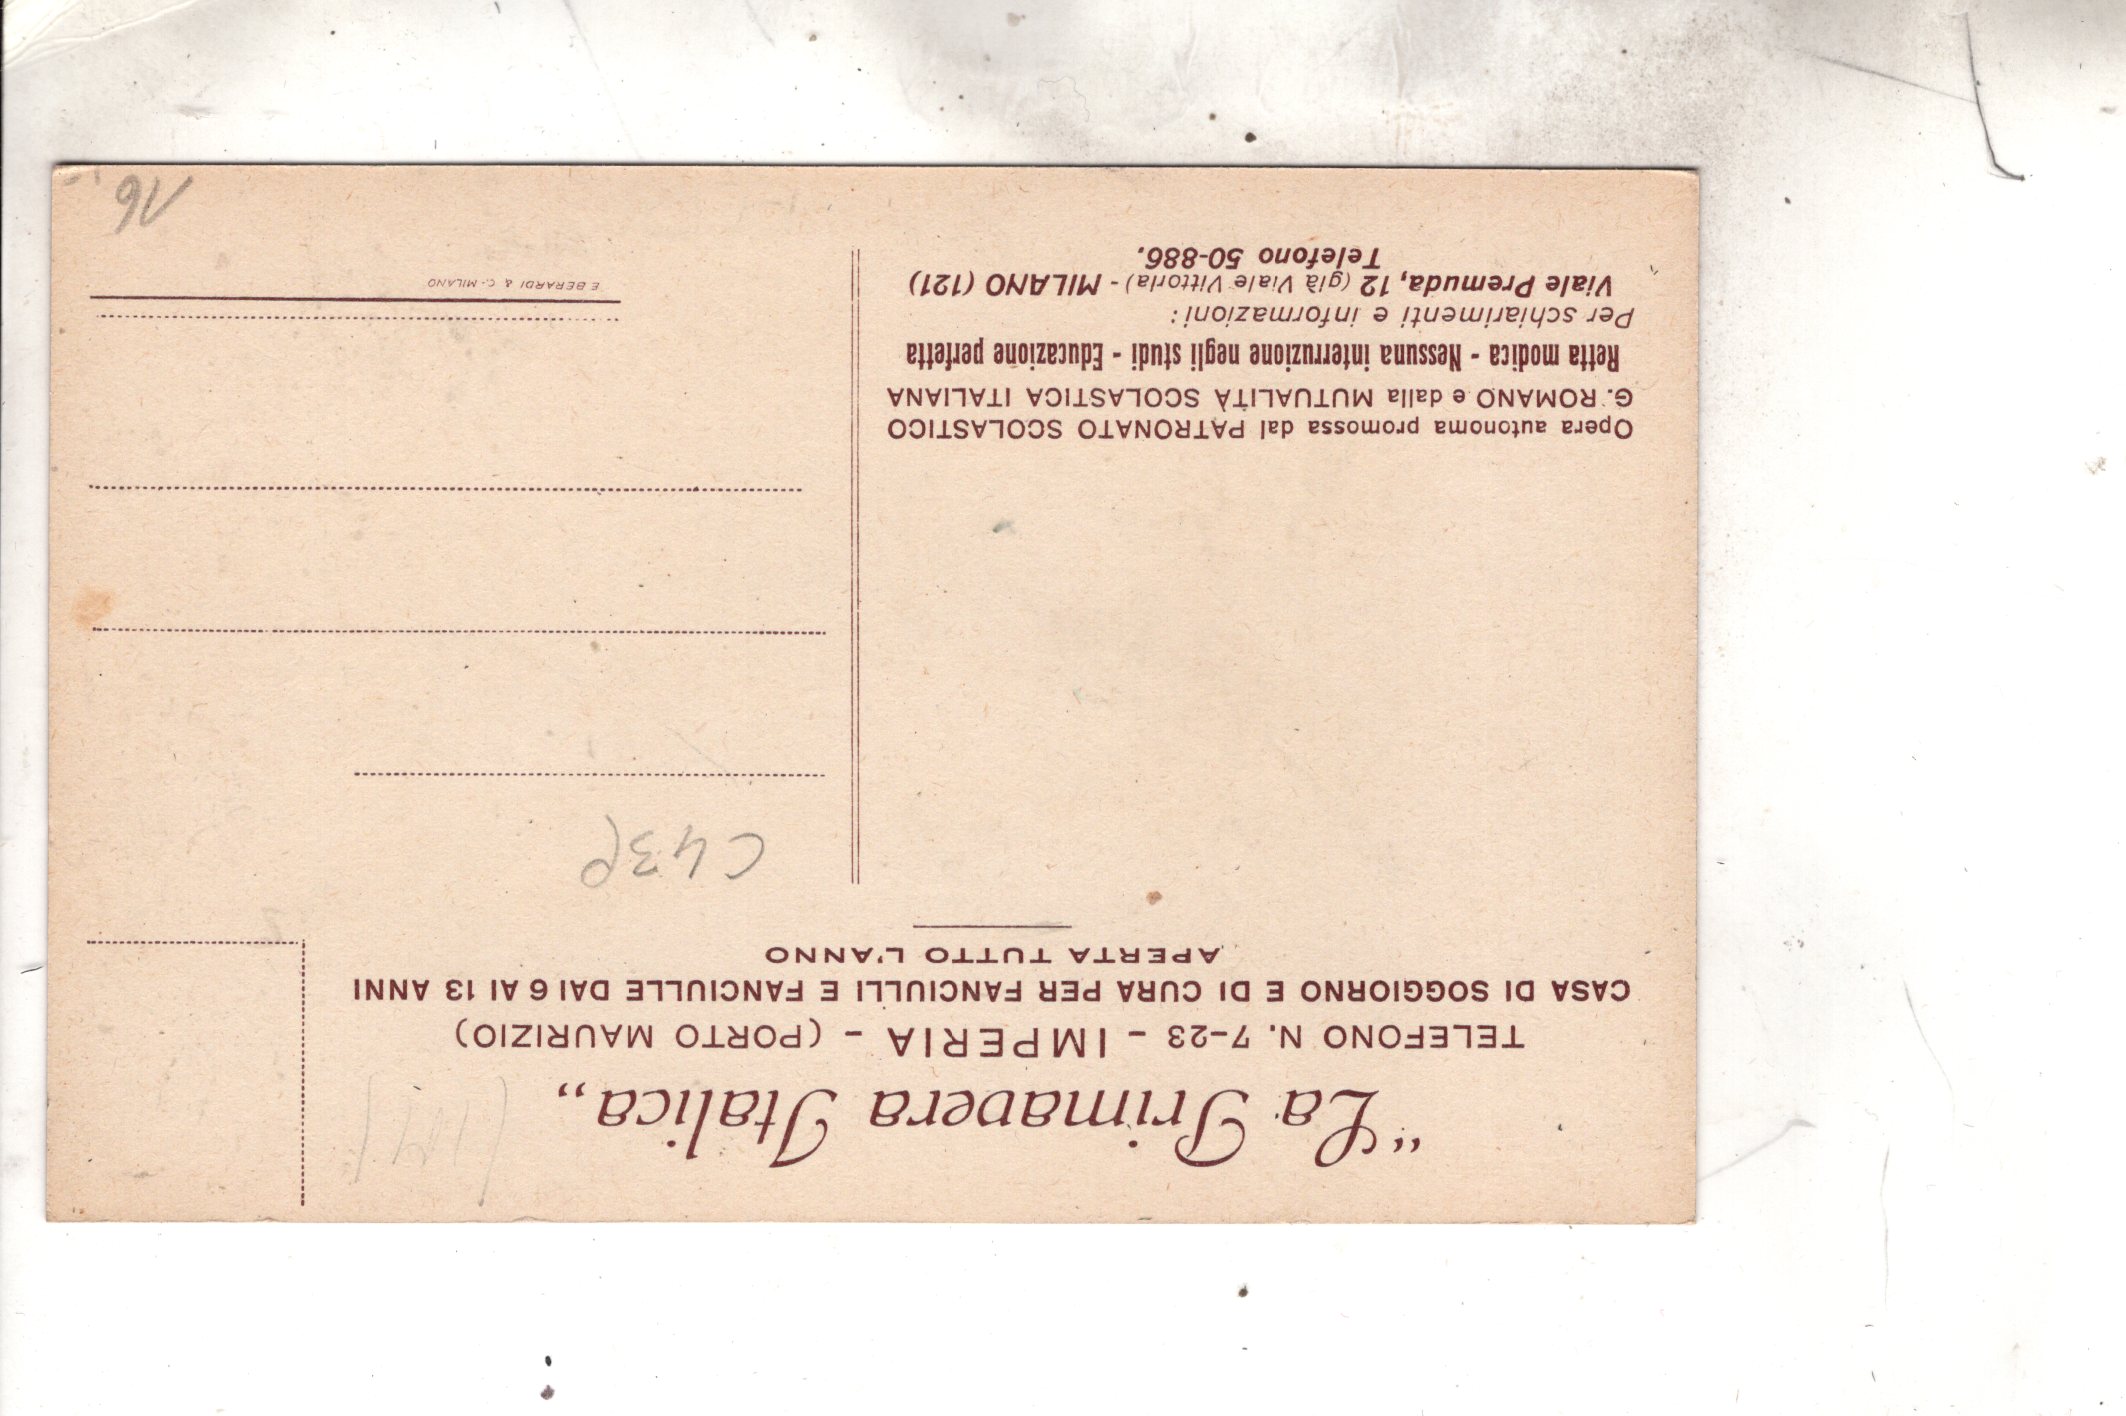 “La Primavera Italica„
TELEFONO N. 7-23 - IMPERIA - (PORTO MAURIZIO)
CASA DI SOGGIORNO E DI CURA PER FANCIULLI E FANCIULLE DAI 6 AI 13 ANNI
APERTA TUTTO L'ANNO
Opera autonoma promossa dal PATRONATO SCOLASTICO
G. ROMANO e dalla MUTUALITÀ SCOLASTICA ITALIANA
Retta modica - Nessuna interruzione negli studi - Educazione perfetta
Per schiarimenti e informazioni:
Viale Premuda, 12 (già Viale Vittoria) - MILANO (121)
Telefono 50-886.
E BERARDI & C. - MILANO
16